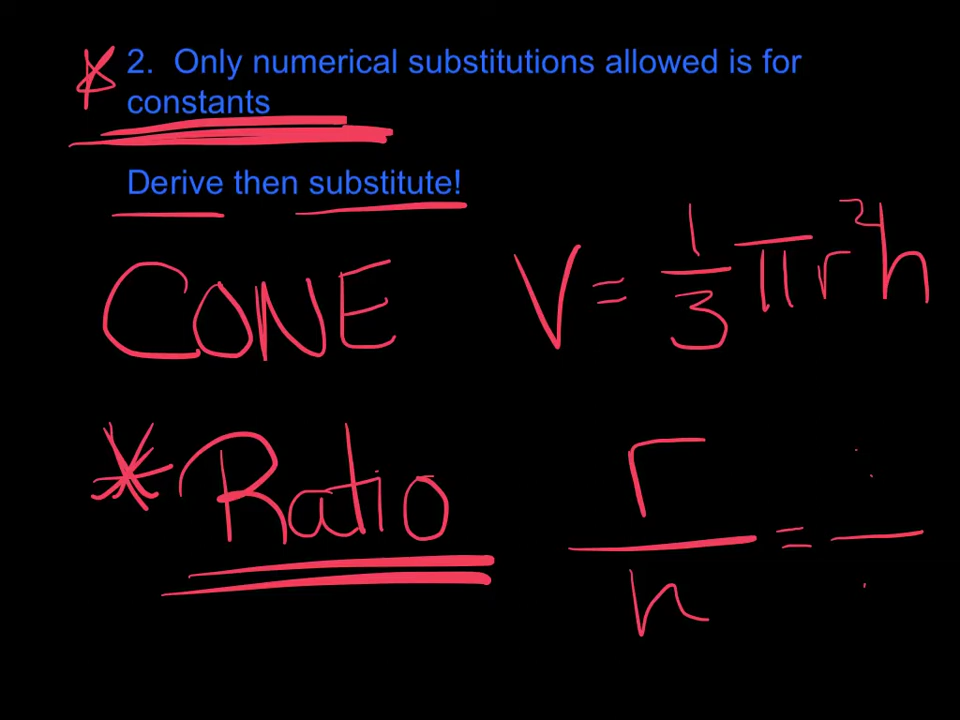 2. Only numerical substitutions allowed is for
constants
Derive then substitute!
CONE V = 1/3 πr²h
* Ratio r/h = —